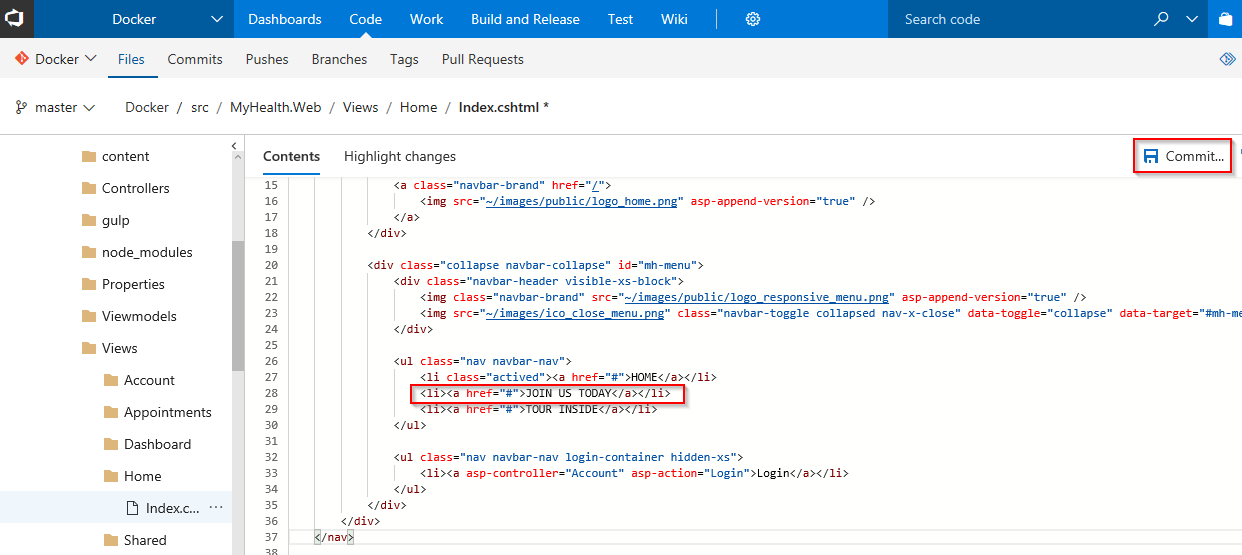 Docker Dashboards Code Work Build and Release Test Wiki Search code
Docker Files Commits Pushes Branches Tags Pull Requests
master Docker / src / MyHealth.Web / Views / Home / Index.cshtml *
content
Controllers
gulp
node_modules
Properties
Viewmodels
Views
Account
Appointments
Dashboard
Home
Index.c... ...
Shared
Contents Highlight changes Commit...
15 <a class="navbar-brand" href="/">
16 <img src="~/images/public/logo_home.png" asp-append-version="true" />
17 </a>
18 </div>
19
20 <div class="collapse navbar-collapse" id="mh-menu">
21 <div class="navbar-header visible-xs-block">
22 <img class="navbar-brand" src="~/images/public/logo_responsive_menu.png" asp-append-version="true" />
23 <img src="~/images/ico_close_menu.png" class="navbar-toggle collapsed nav-x-close" data-toggle="collapse" data-target="#mh-me
24 </div>
25
26 <ul class="nav navbar-nav">
27 <li class="actived"><a href="#">HOME</a></li>
28 <li><a href="#">JOIN US TODAY</a></li>
29 <li><a href="#">TOUR INSIDE</a></li>
30 </ul>
31
32 <ul class="nav navbar-nav login-container hidden-xs">
33 <li><a asp-controller="Account" asp-action="Login">Login</a></li>
34 </ul>
35 </div>
36 </div>
37 </nav>
38